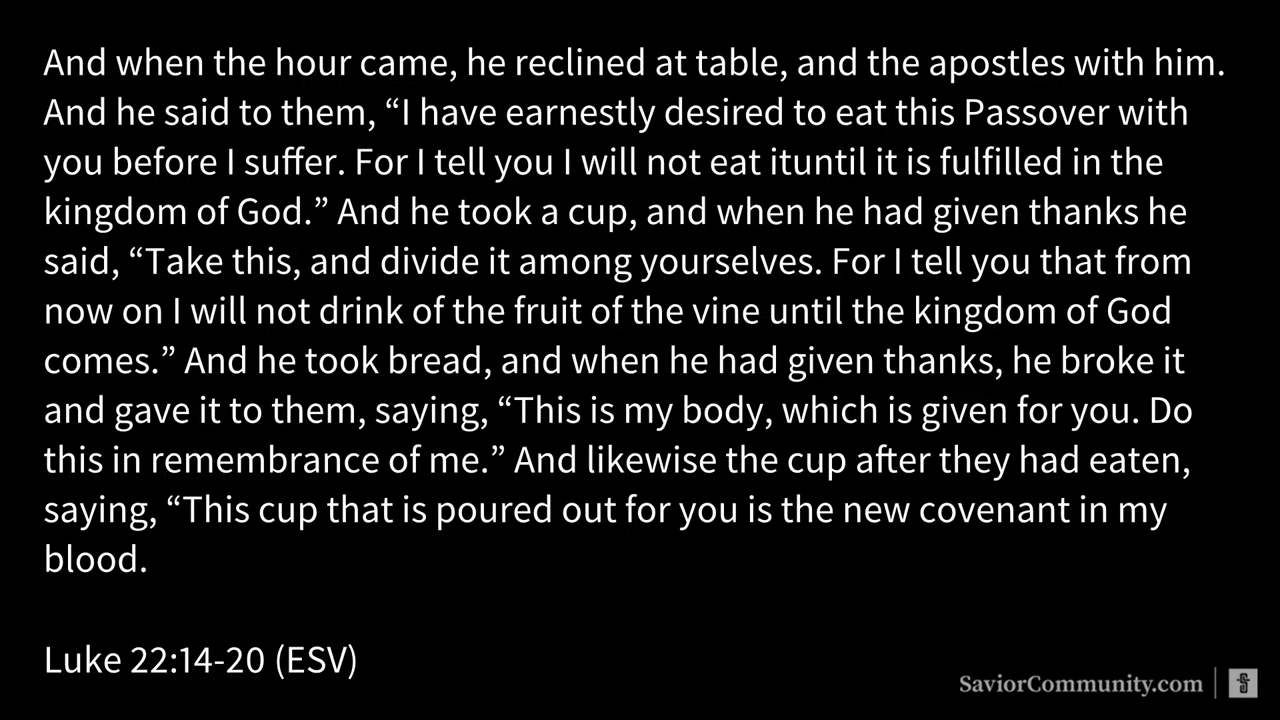 And when the hour came, he reclined at table, and the apostles with him.
And he said to them, “I have earnestly desired to eat this Passover with
you before I suffer. For I tell you I will not eat ituntil it is fulfilled in the
kingdom of God.” And he took a cup, and when he had given thanks he
said, “Take this, and divide it among yourselves. For I tell you that from
now on I will not drink of the fruit of the vine until the kingdom of God
comes.” And he took bread, and when he had given thanks, he broke it
and gave it to them, saying, “This is my body, which is given for you. Do
this in remembrance of me.” And likewise the cup after they had eaten,
saying, “This cup that is poured out for you is the new covenant in my
blood.
Luke 22:14-20 (ESV)
SaviorCommunity.com